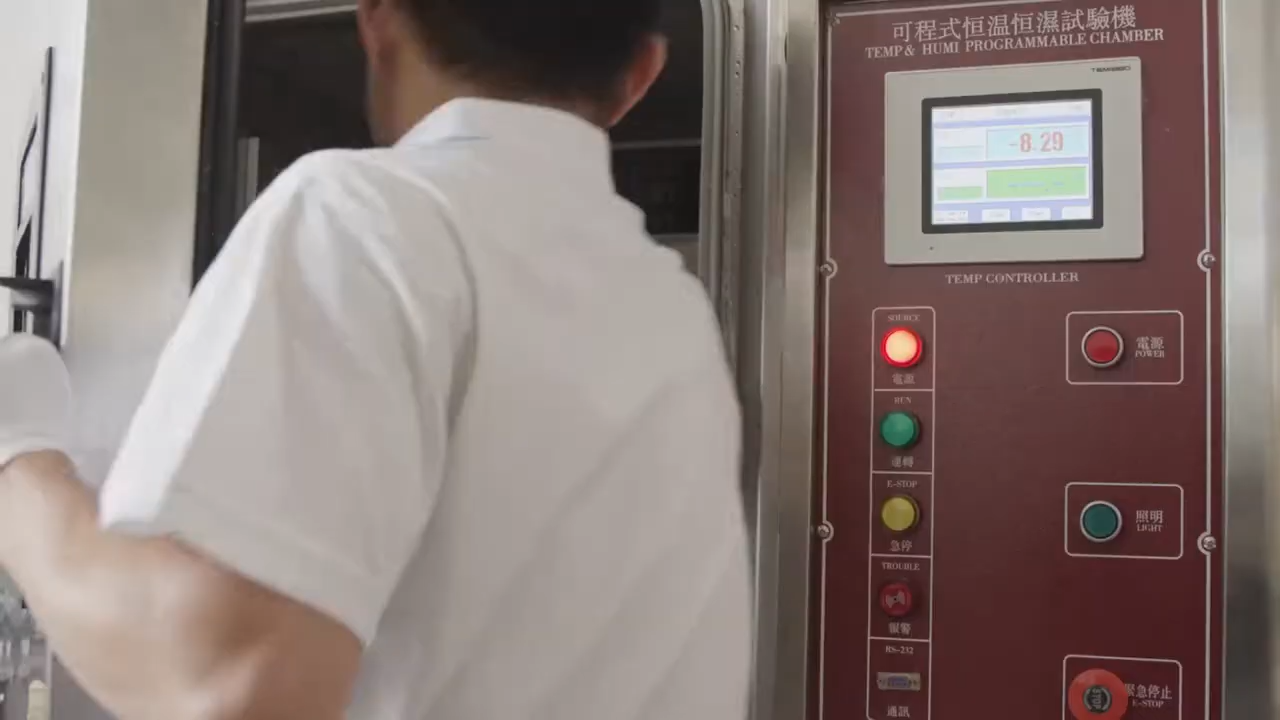 可程式恒温恒濕試驗機
TEMP & HUMI PROGRAMMABLE CHAMBER
-8.29
TEMP CONTROLLER
SOURCE
電源
RUN
運轉
E-STOP
急停
TROUBLE
報警
RS-232
通訊
電源
POWER
照明
LIGHT
緊急停止
E-STOP
STOP